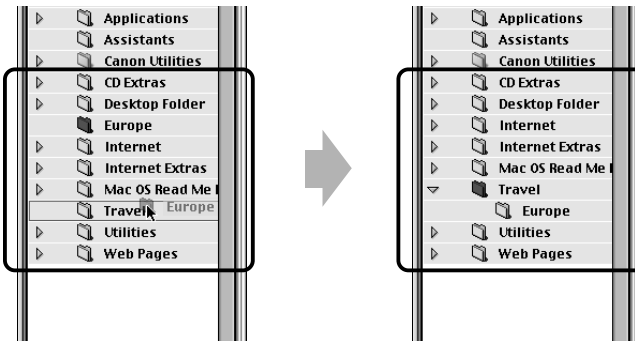 Applications
Assistants
Canon Utilities
CD Extras
Desktop Folder
Europe
Internet
Internet Extras
Mac OS Read Me
Travel Europe
Utilities
Web Pages
Applications
Assistants
Canon Utilities
CD Extras
Desktop Folder
Internet
Internet Extras
Mac OS Read Me
Travel
Europe
Utilities
Web Pages